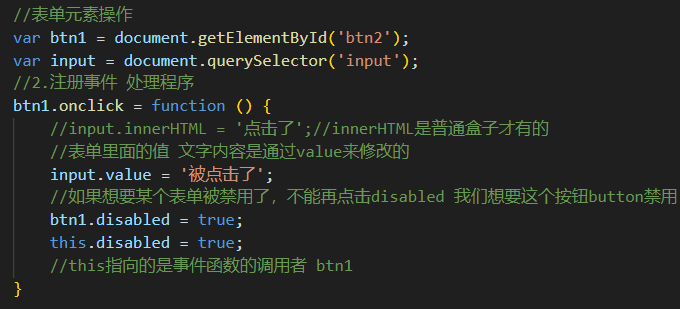 //表单元素操作
var btn1 = document.getElementById('btn2');
var input = document.querySelector('input');
//2.注册事件 处理程序
btn1.onclick = function () {
    //input.innerHTML = '点击了';//innerHTML是普通盒子才有的
    //表单里面的值 文字内容是通过value来修改的
    input.value = '被点击了';
    //如果想要某个表单被禁用了，不能再点击disabled 我们想要这个按钮button禁用
    btn1.disabled = true;
    this.disabled = true;
    //this指向的是事件函数的调用者 btn1
}